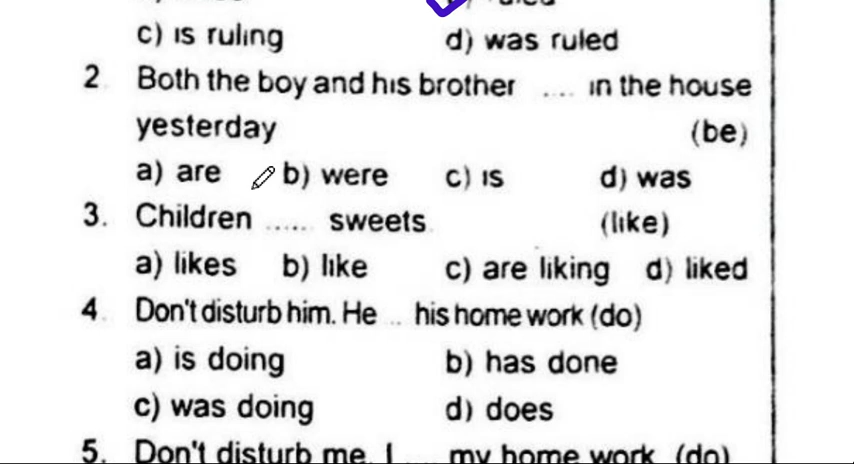 c) is ruling d) was ruled
2 Both the boy and his brother .... in the house
yesterday (be)
a) are b) were c) is d) was
3. Children ..... sweets (like)
a) likes b) like c) are liking d) liked
4. Don't disturb him. He .. his home work (do)
a) is doing b) has done
c) was doing d) does
5. Don't disturb me. I .... my home work (do)